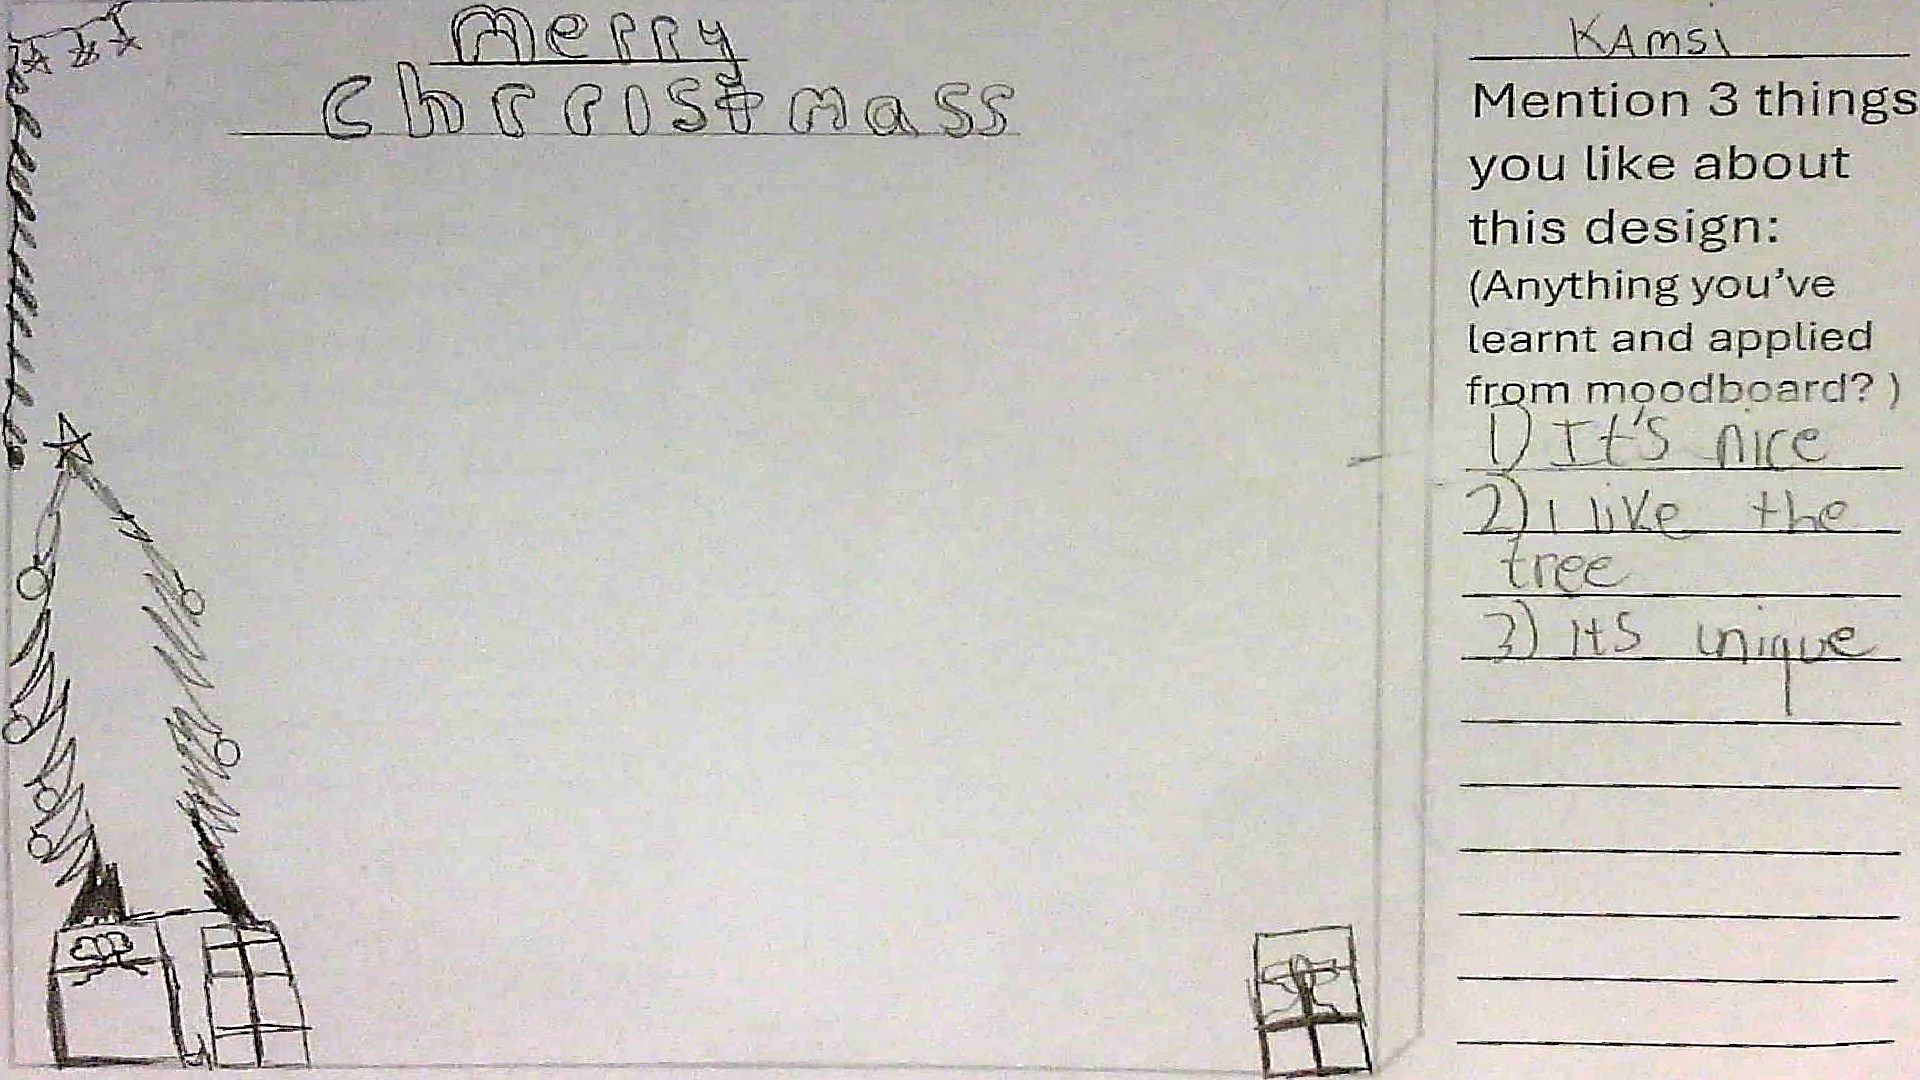 Merry
Chrristmass
KAmsi
Mention 3 things
you like about
this design:
(Anything you've
learnt and applied
from moodboard? )
1) It's nice
2) I like the
tree
3) its unique